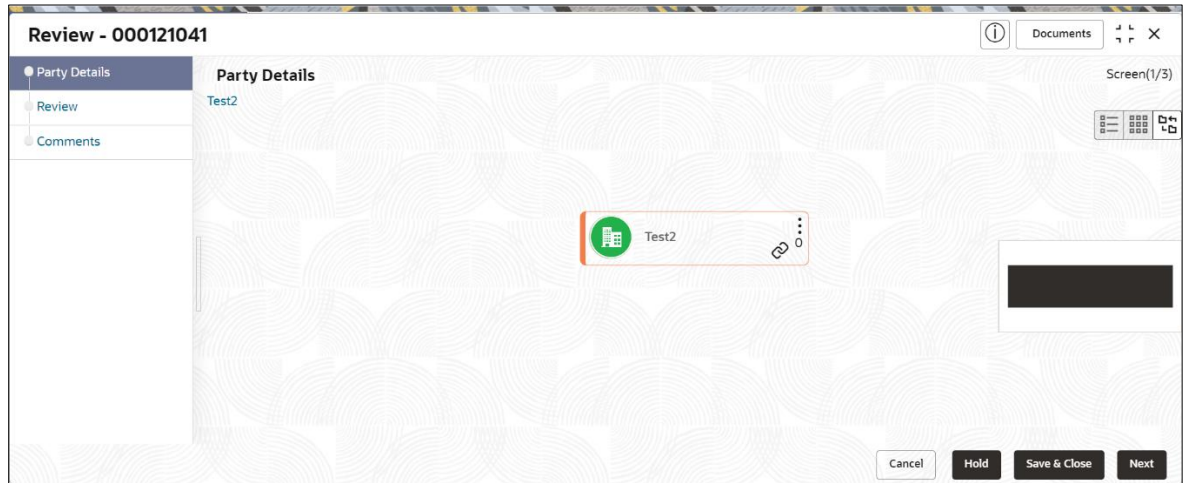 Review - 000121041
Documents
Party Details
Review
Comments
Party Details
Screen(1/3)
Test2
Test2
0
Cancel
Hold
Save & Close
Next